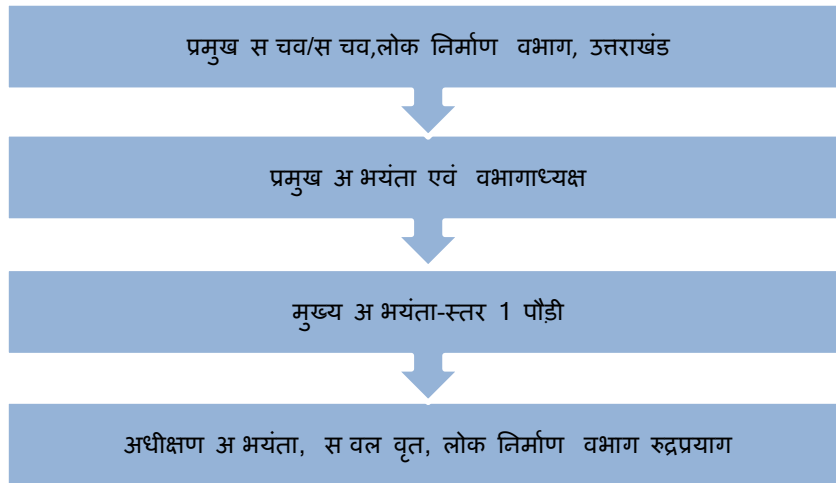 प्रमुख स चव/स चव,लोक निर्माण वभाग, उत्तराखंड
प्रमुख अ भयंता एवं वभागाध्यक्ष
मुख्य अ भयंता-स्तर 1 पौड़ी
अधीक्षण अ भयंता, स वल वृत, लोक निर्माण वभाग रुद्रप्रयाग